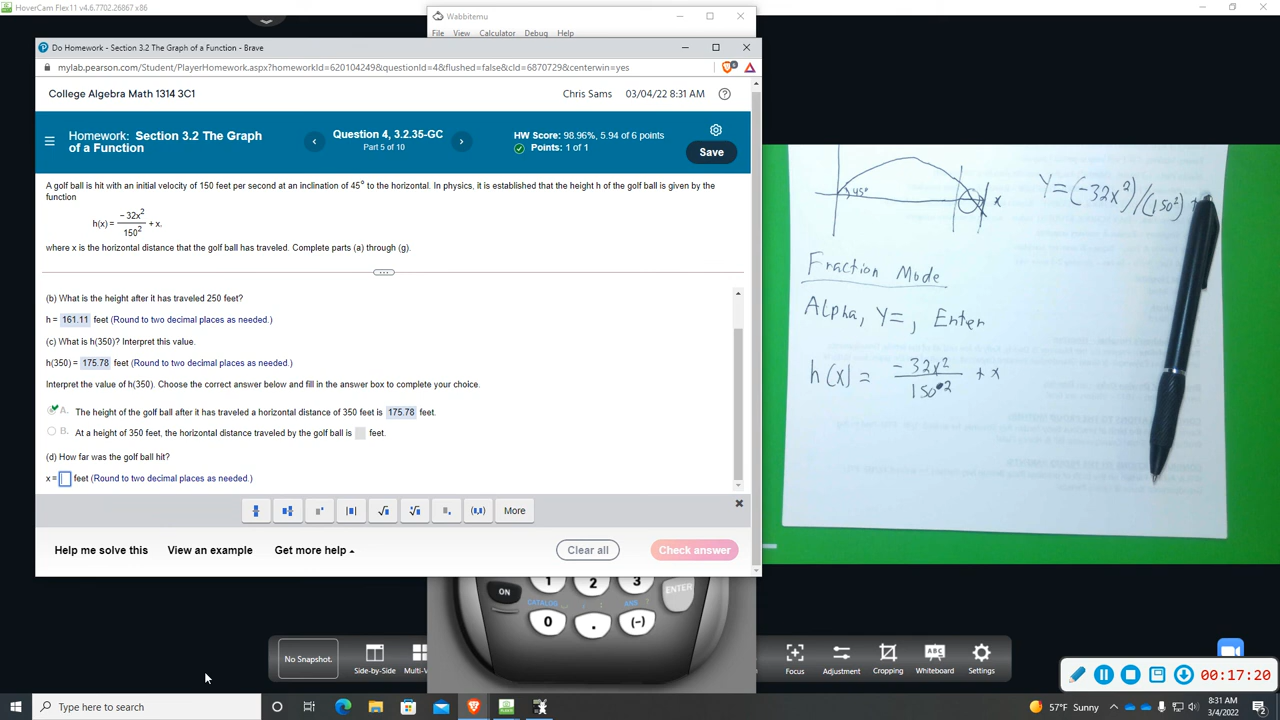 HoverCam Flex11 v4.6.7702.26867 x86
Wabbitemu
File View Calculator Debug Help
Do Homework - Section 3.2 The Graph of a Function - Brave
mylab.pearson.com/Student/PlayerHomework.aspx?homeworkId=620104249&questionId=4&flushed=false&cId=6870729&centerwin=yes
College Algebra Math 1314 3C1
Chris Sams 03/04/22 8:31 AM
Homework: Section 3.2 The Graph of a Function
Question 4, 3.2.35-GC
Part 5 of 10
HW Score: 98.96%, 5.94 of 6 points
Points: 1 of 1
Save
A golf ball is hit with an initial velocity of 150 feet per second at an inclination of 45° to the horizontal. In physics, it is established that the height h of the golf ball is given by the
function
h(x) = −32x²/150² + x.
where x is the horizontal distance that the golf ball has traveled. Complete parts (a) through (g).
(b) What is the height after it has traveled 250 feet?
h = 161.11 feet (Round to two decimal places as needed.)
(c) What is h(350)? Interpret this value.
h(350) = 175.78 feet (Round to two decimal places as needed.)
Interpret the value of h(350). Choose the correct answer below and fill in the answer box to complete your choice.
A. The height of the golf ball after it has traveled a horizontal distance of 350 feet is 175.78 feet.
B. At a height of 350 feet, the horizontal distance traveled by the golf ball is feet.
(d) How far was the golf ball hit?
x = feet (Round to two decimal places as needed.)
More
Help me solve this View an example Get more help
Clear all Check answer
45° x
Y=(-32x²)/(150²) +
Fraction Mode
Alpha, Y=, Enter
h(x) = -32x²/150^2 + x
ON 1 2 3 ENTER
CATALOG i : ANS ?
0 . (-)
No Snapshot.
Side-by-Side
Multi-V
Focus
Adjustment
Cropping
Whiteboard
Settings
00:17:20
Type here to search
57°F Sunny
8:31 AM
3/4/2022
2